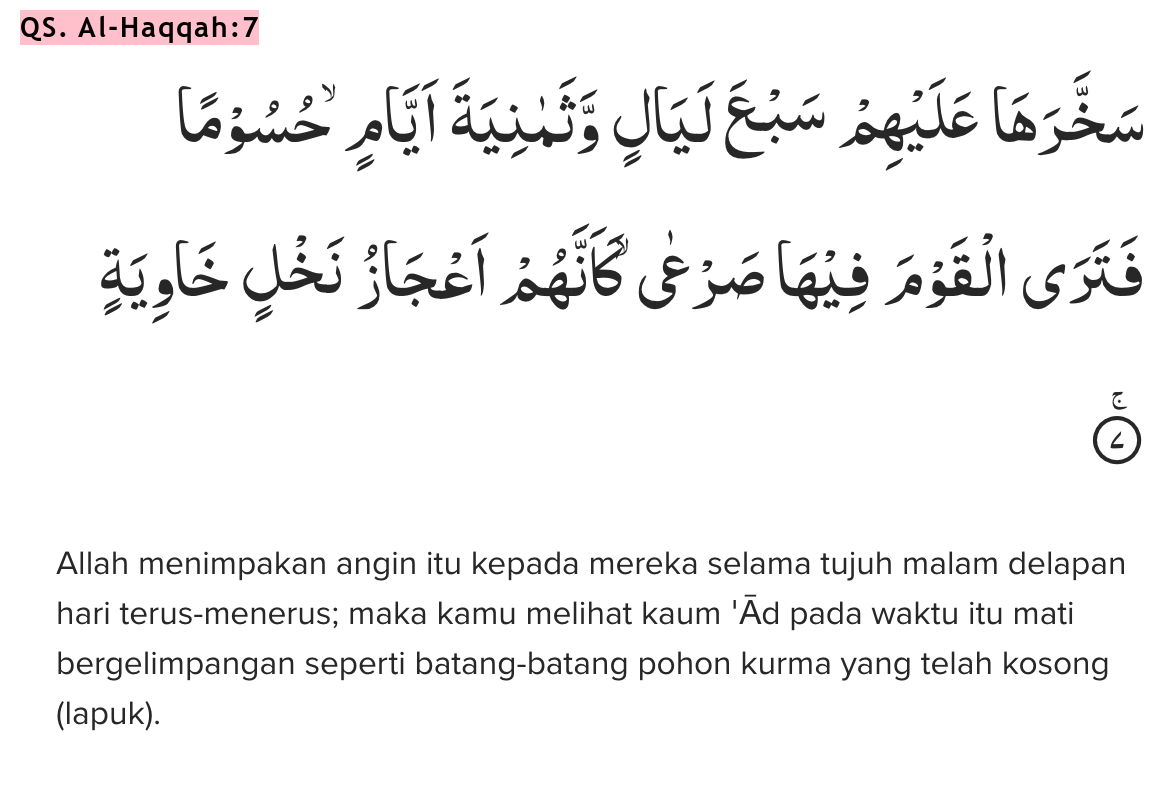 QS. Al-Haqqah:7
سَخَّرَهَا عَلَيْهِمْ سَبْعَ لَيَالٍ وَّثَمٰنِيَةَ اَيَّامٍۙ حُسُوْمًا
فَتَرَى الْقَوْمَ فِيْهَا صَرْعٰىۙ كَاَنَّهُمْ اَعْجَازُ نَخْلٍ خَاوِيَةٍ
ۚ ٧
Allah menimpakan angin itu kepada mereka selama tujuh malam delapan
hari terus-menerus; maka kamu melihat kaum 'Ād pada waktu itu mati
bergelimpangan seperti batang-batang pohon kurma yang telah kosong
(lapuk).